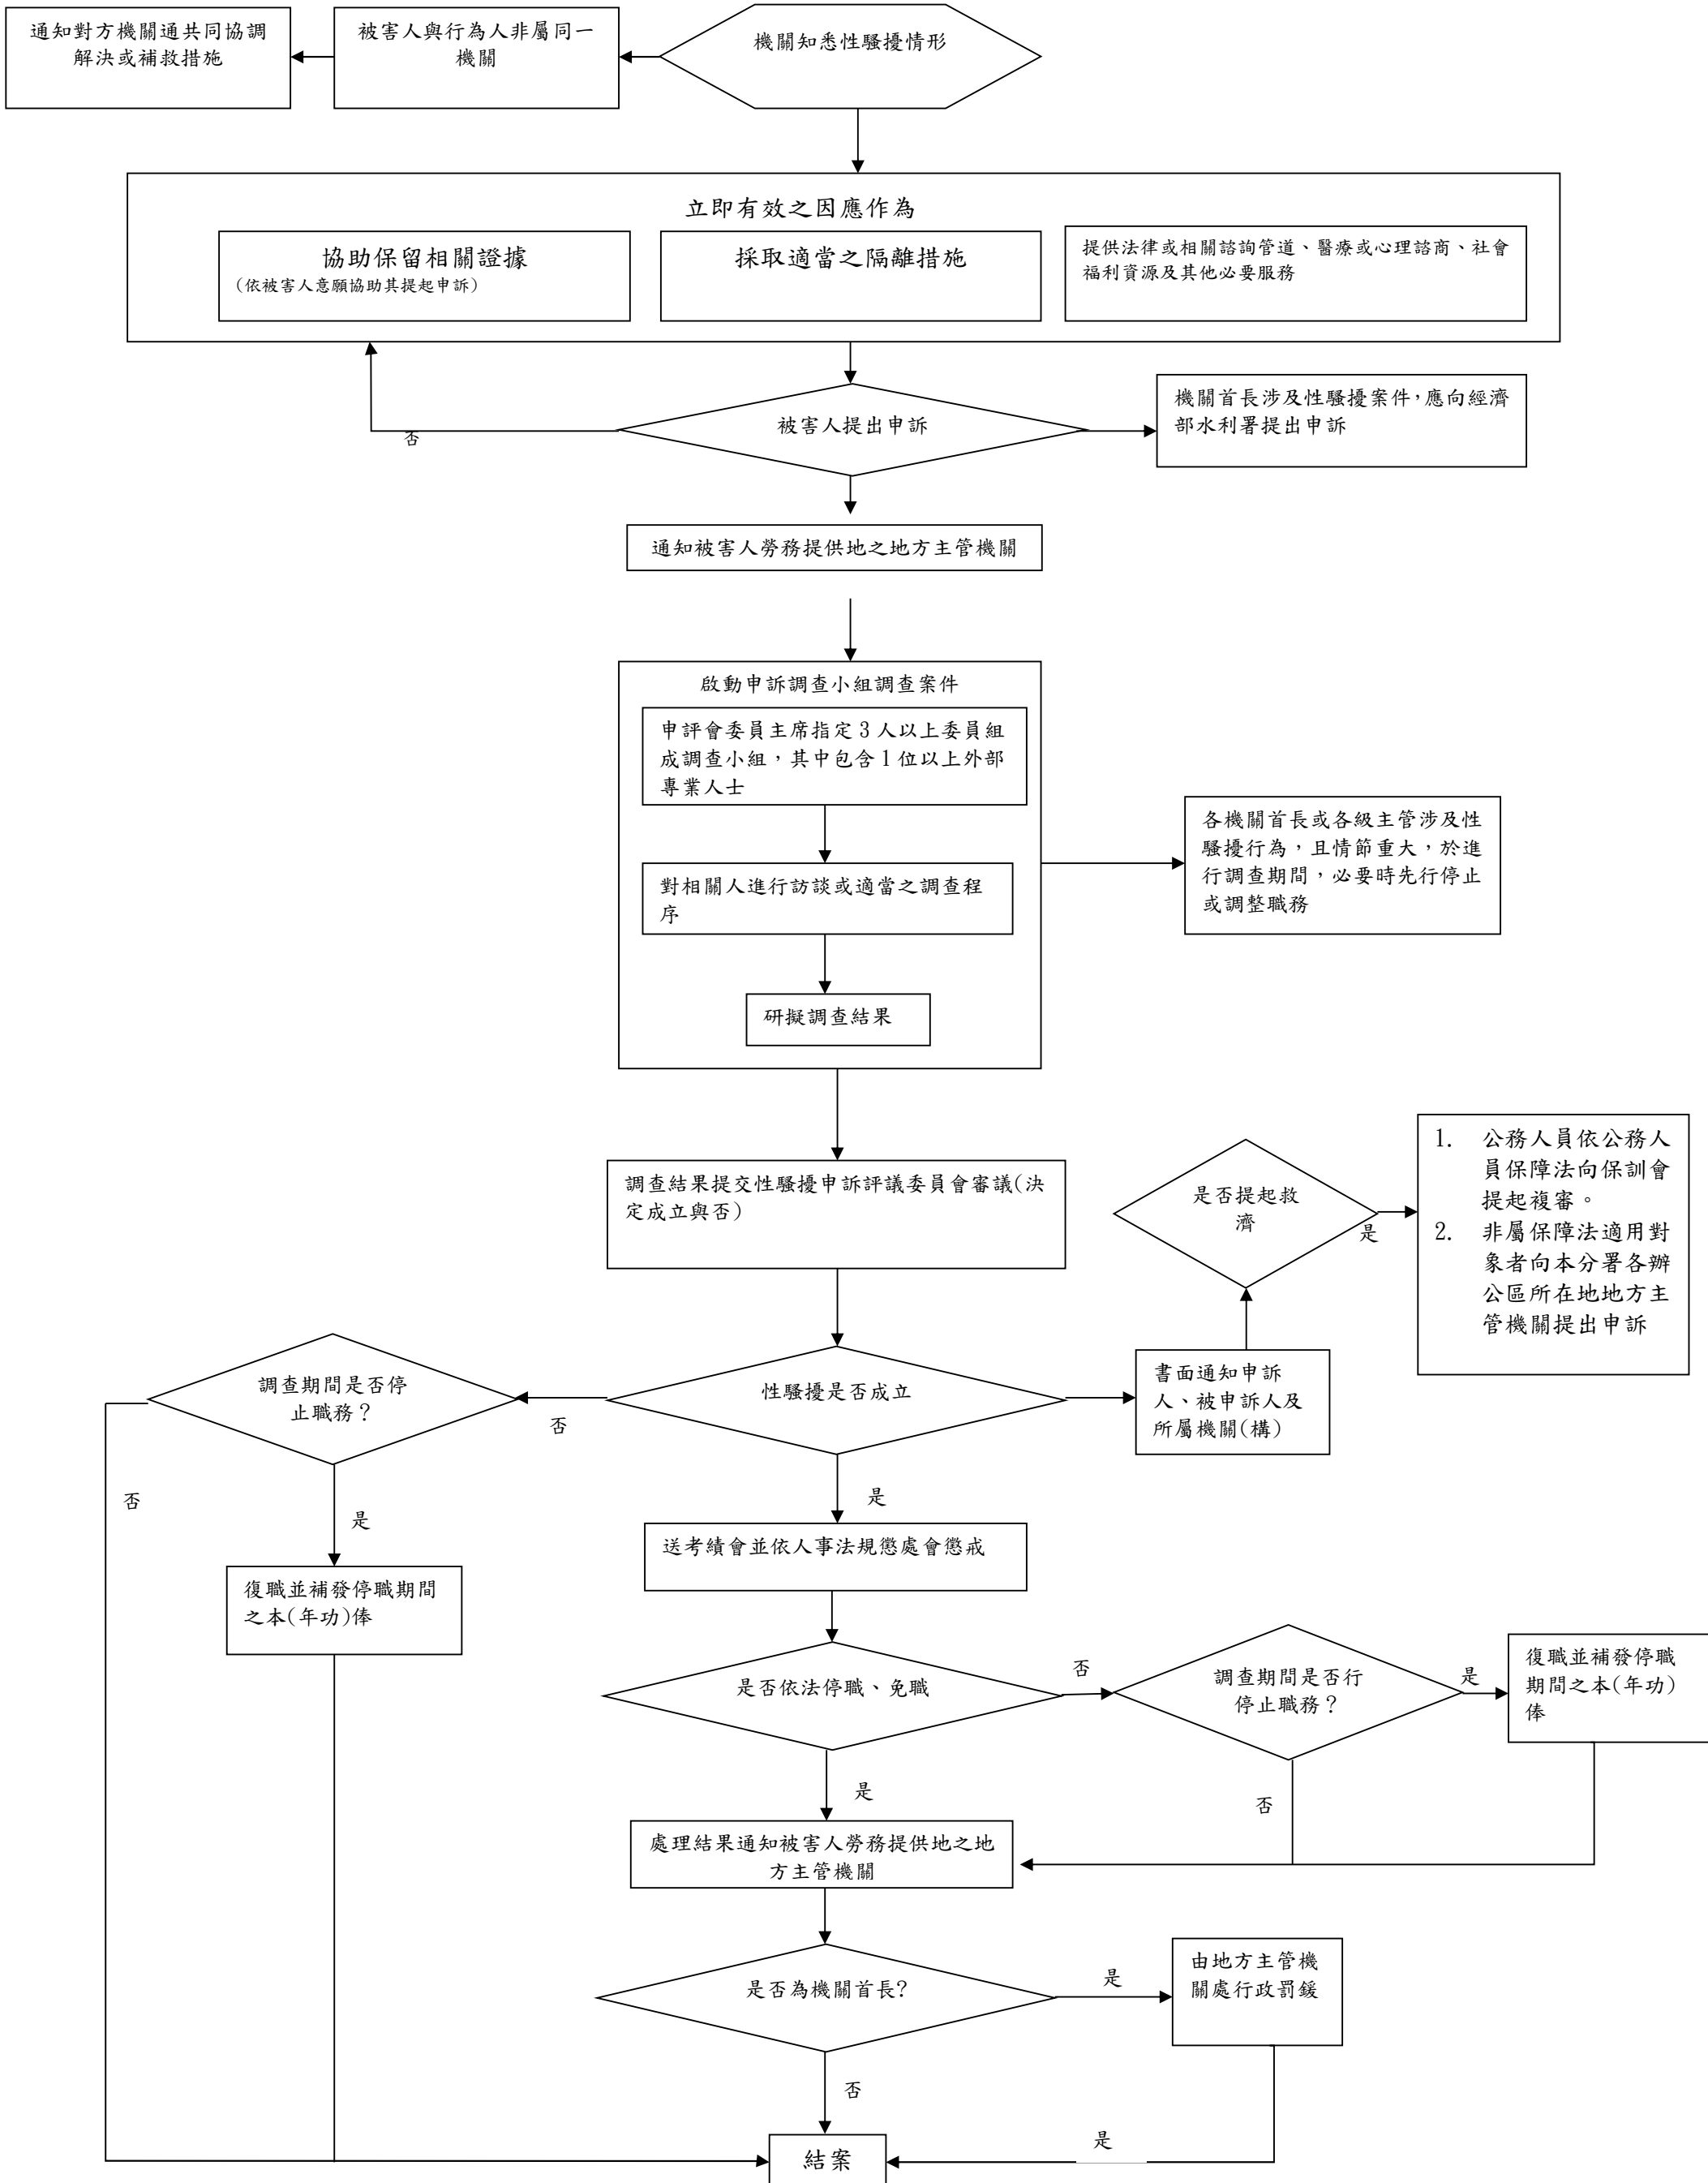 通知對方機關通共同協調
解決或補救措施
被害人與行為人非屬同一
機關
機關知悉性騷擾情形
立即有效之因應作為
協助保留相關證據
(依被害人意願協助其提起申訴)
採取適當之隔離措施
提供法律或相關諮詢管道、醫療或心理諮商、社會
福利資源及其他必要服務
被害人提出申訴
否
機關首長涉及性騷擾案件,應向經濟
部水利署提出申訴
通知被害人勞務提供地之地方主管機關
啟動申訴調查小組調查案件
申評會委員主席指定3人以上委員組
成調查小組,其中包含1位以上外部
專業人士
對相關人進行訪談或適當之調查程
序
研擬調查結果
各機關首長或各級主管涉及性
騷擾行為,且情節重大,於進
行調查期間,必要時先行停止
或調整職務
調查結果提交性騷擾申訴評議委員會審議(決
定成立與否)
是否提起救
濟
是
1. 公務人員依公務人
員保障法向保訓會
提起複審。
2. 非屬保障法適用對
象者向本分署各辦
公區所在地地方主
管機關提出申訴
調查期間是否停
止職務?
否
性騷擾是否成立
書面通知申訴
人、被申訴人及
所屬機關(構)
否
是
是
復職並補發停職期間
之本(年功)俸
送考績會並依人事法規懲處會懲戒
是否依法停職、免職
否
調查期間是否行
停止職務?
是
復職並補發停職
期間之本(年功)
俸
是
否
處理結果通知被害人勞務提供地之地
方主管機關
是否為機關首長?
是
由地方主管機
關處行政罰鍰
否
是
結案